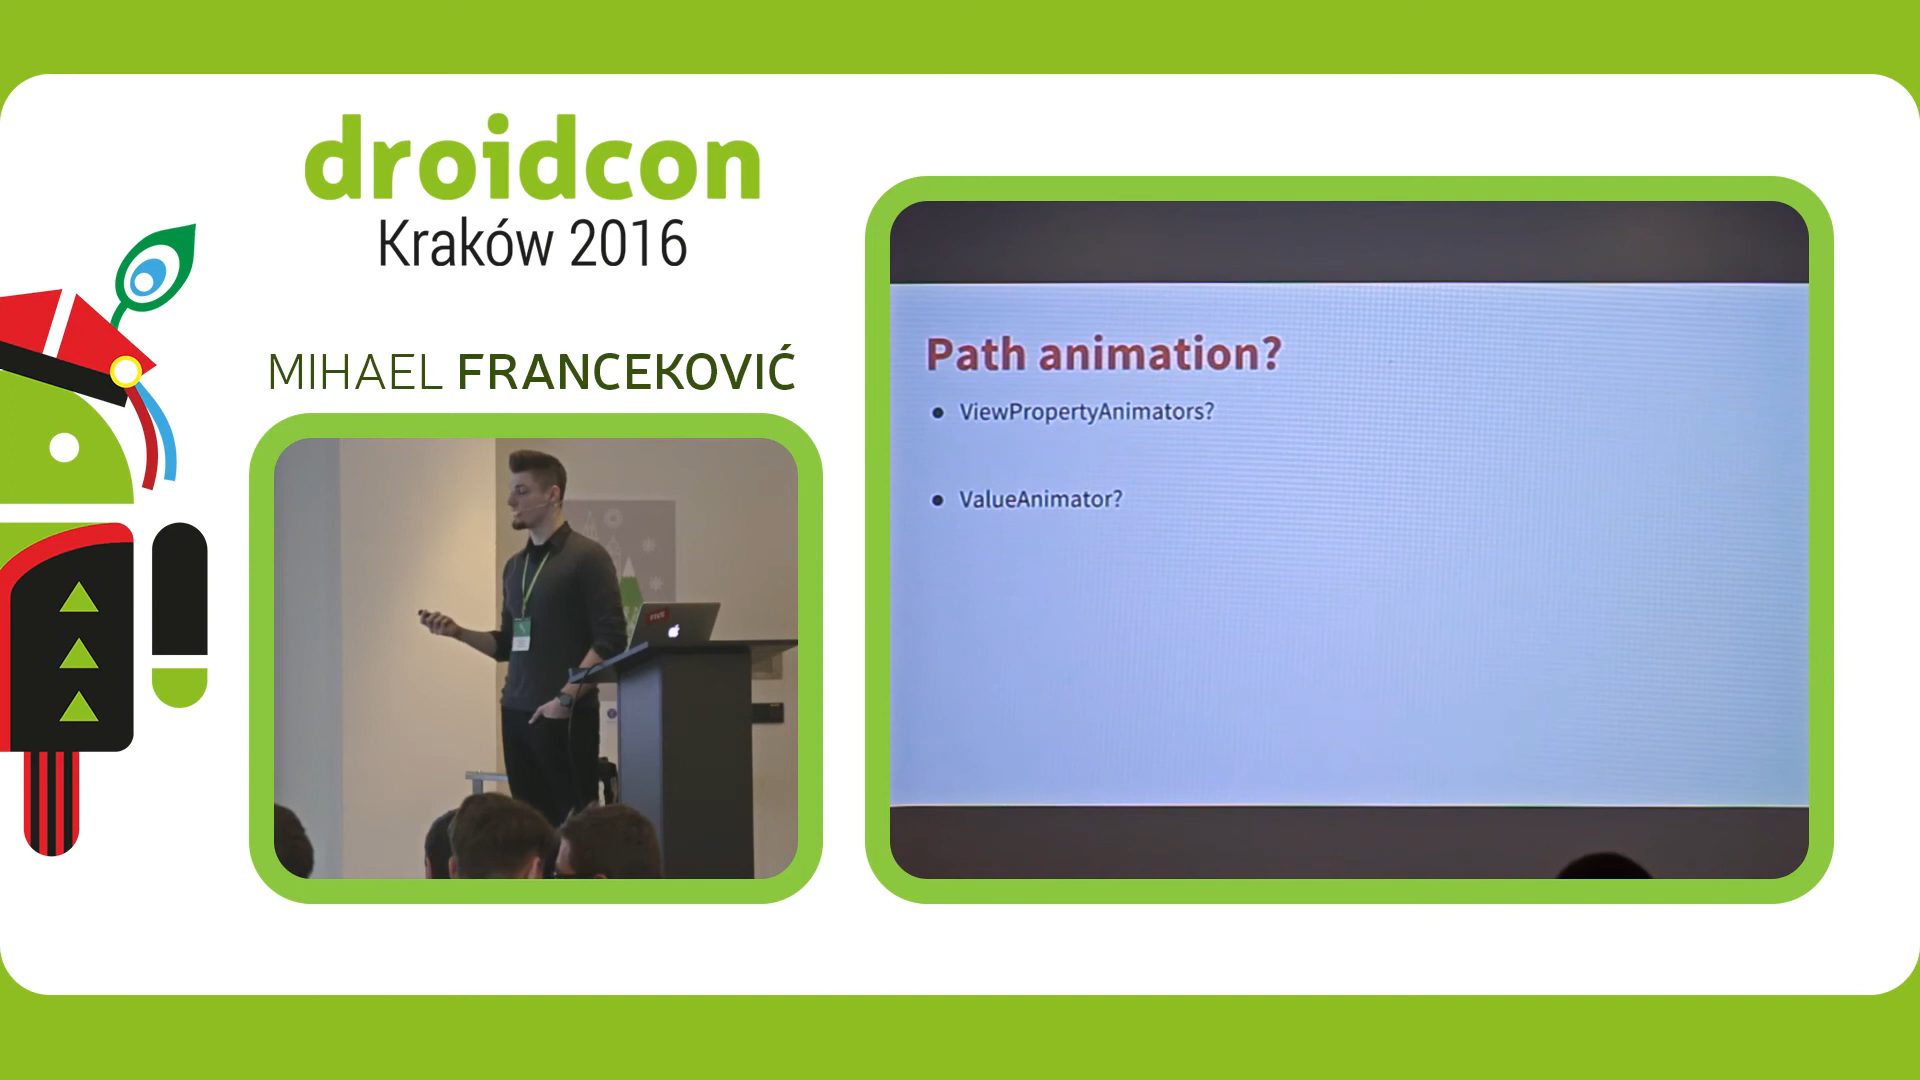 droidcon
Kraków 2016
MIHAEL FRANCEKOVIĆ
Path animation?
• ViewPropertyAnimators?
• ValueAnimator?